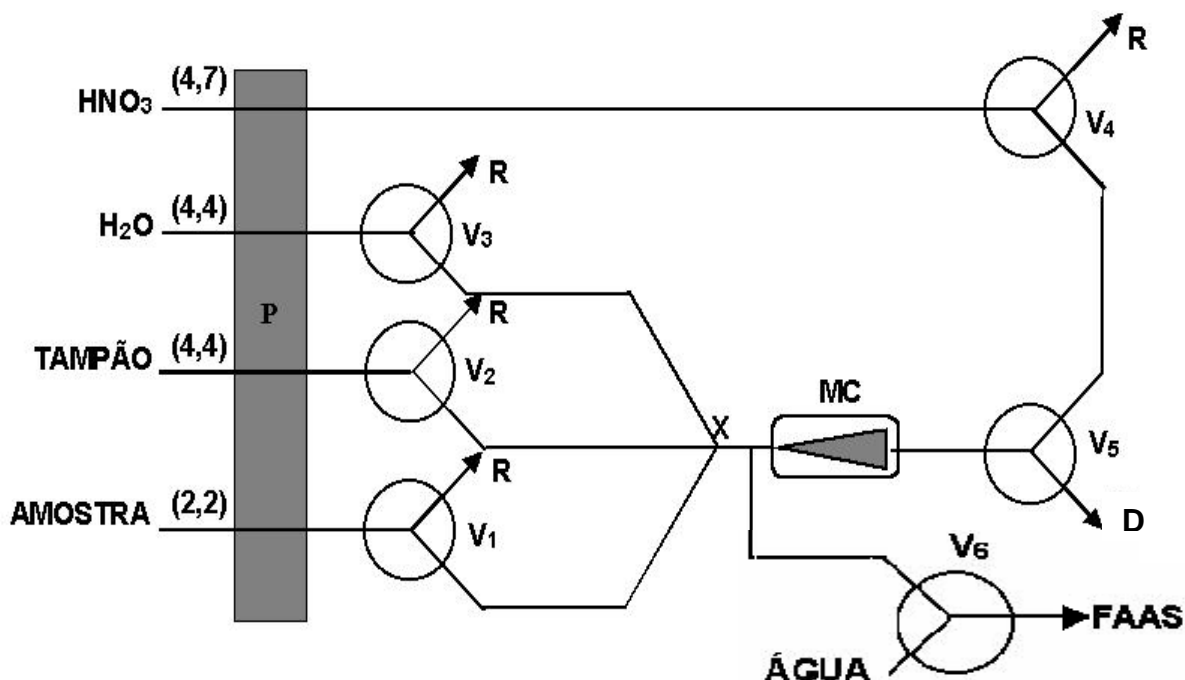 R
HNO₃ (4,7)
V₄
R
H₂O (4,4)
V₃
P
R
TAMPÃO (4,4)
V₂
MC
X
V₅
R
AMOSTRA (2,2)
V₁
D
V₆
FAAS
ÁGUA